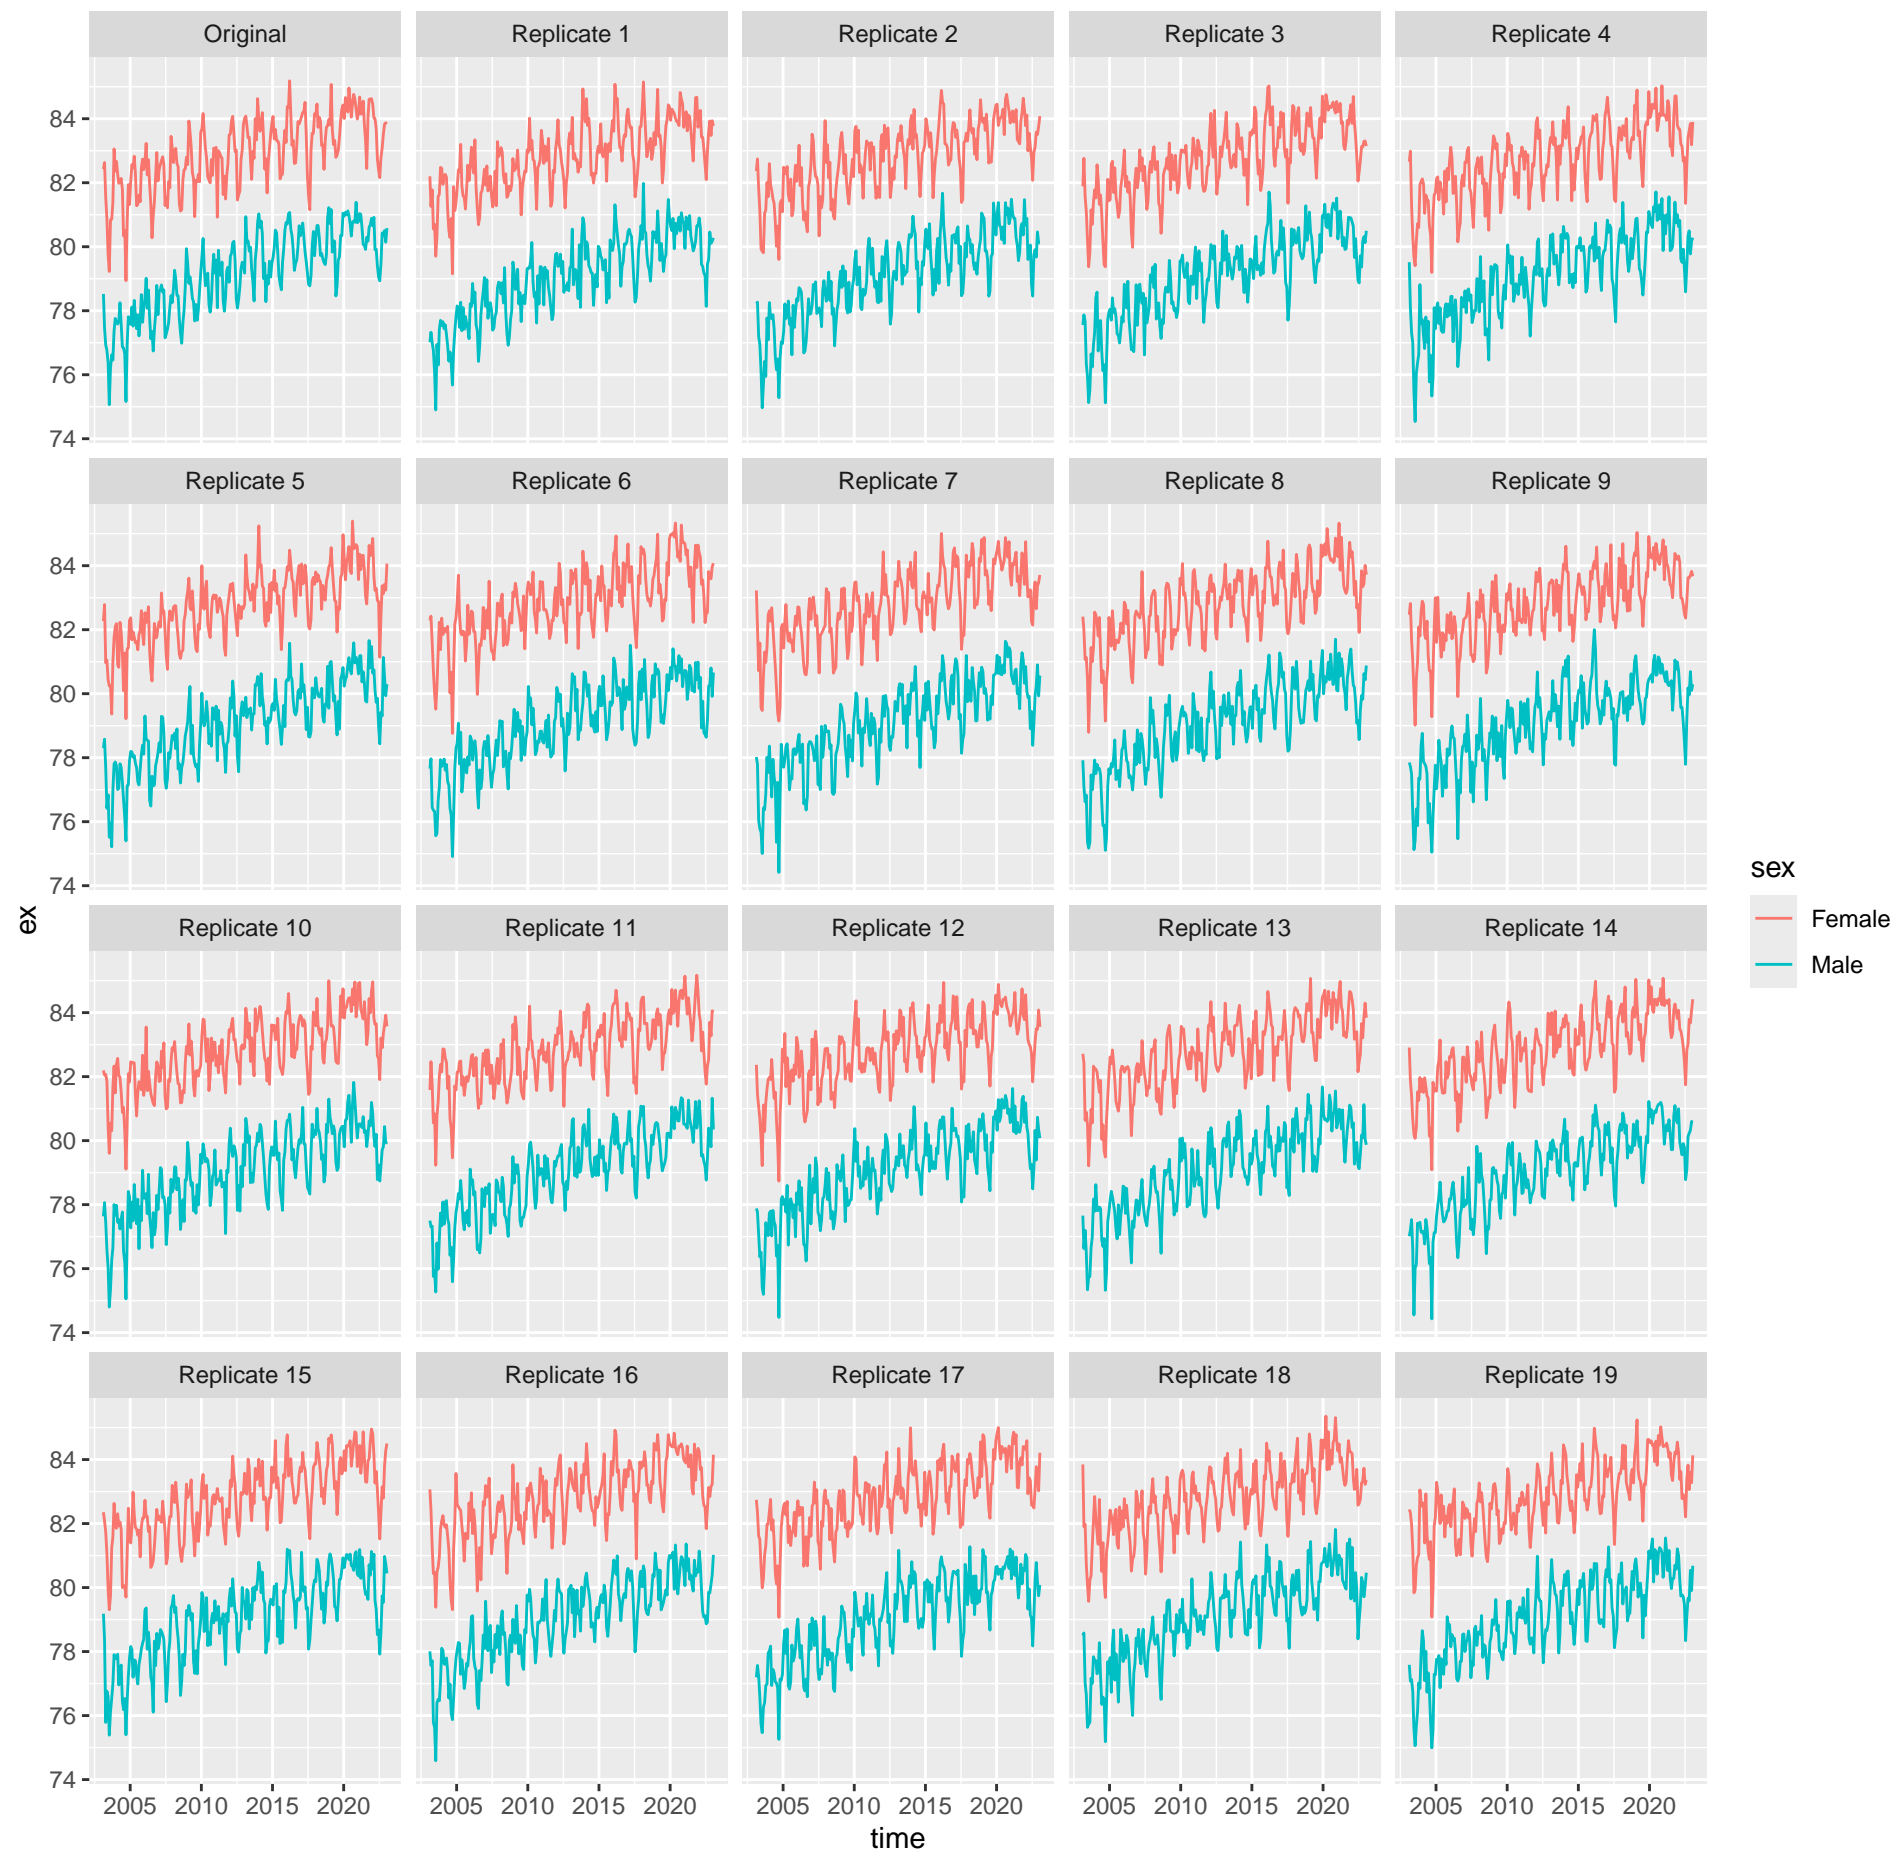 Original Replicate 1 Replicate 2 Replicate 3 Replicate 4
84
82
80
78
76
74
Replicate 5 Replicate 6 Replicate 7 Replicate 8 Replicate 9
84
82
80
78
76
74
ex
sex
Female
Male
Replicate 10 Replicate 11 Replicate 12 Replicate 13 Replicate 14
84
82
80
78
76
74
Replicate 15 Replicate 16 Replicate 17 Replicate 18 Replicate 19
84
82
80
78
76
74
2005 2010 2015 2020 2005 2010 2015 2020 2005 2010 2015 2020 2005 2010 2015 2020 2005 2010 2015 2020
time